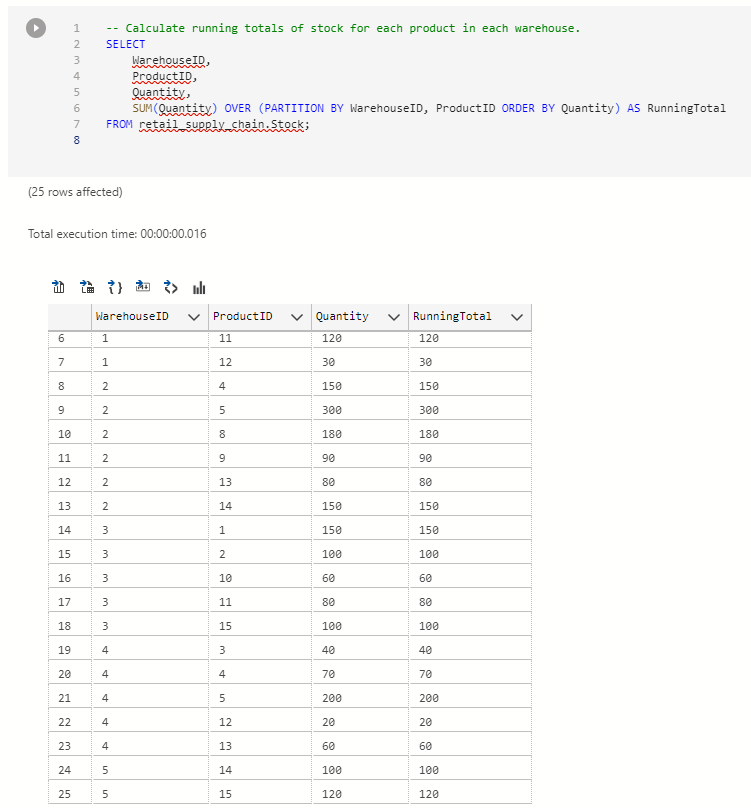 1 -- Calculate running totals of stock for each product in each warehouse.
2 SELECT
3 WarehouseID,
4 ProductID,
5 Quantity,
6 SUM(Quantity) OVER (PARTITION BY WarehouseID, ProductID ORDER BY Quantity) AS RunningTotal
7 FROM retail_supply_chain.Stock;
8
(25 rows affected)
Total execution time: 00:00:00.016
WarehouseID ProductID Quantity RunningTotal
6 1 11 120 120
7 1 12 30 30
8 2 4 150 150
9 2 5 300 300
10 2 8 180 180
11 2 9 90 90
12 2 13 80 80
13 2 14 150 150
14 3 1 150 150
15 3 2 100 100
16 3 10 60 60
17 3 11 80 80
18 3 15 100 100
19 4 3 40 40
20 4 4 70 70
21 4 5 200 200
22 4 12 20 20
23 4 13 60 60
24 5 14 100 100
25 5 15 120 120